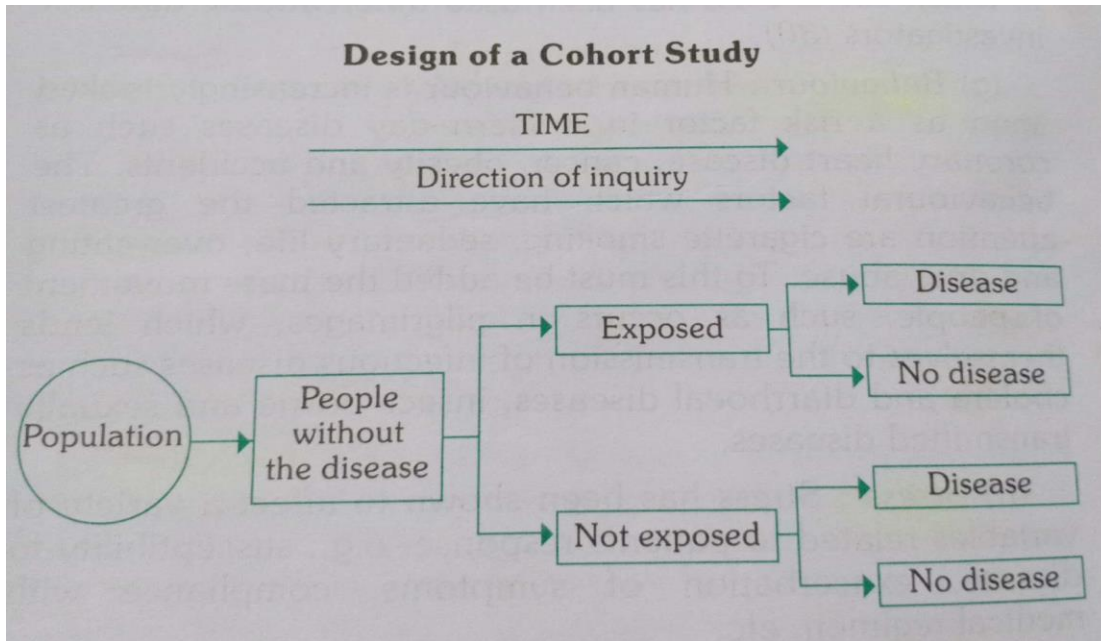 Design of a Cohort Study
TIME
Direction of inquiry
Population
People
without
the disease
Exposed
Disease
No disease
Not exposed
Disease
No disease